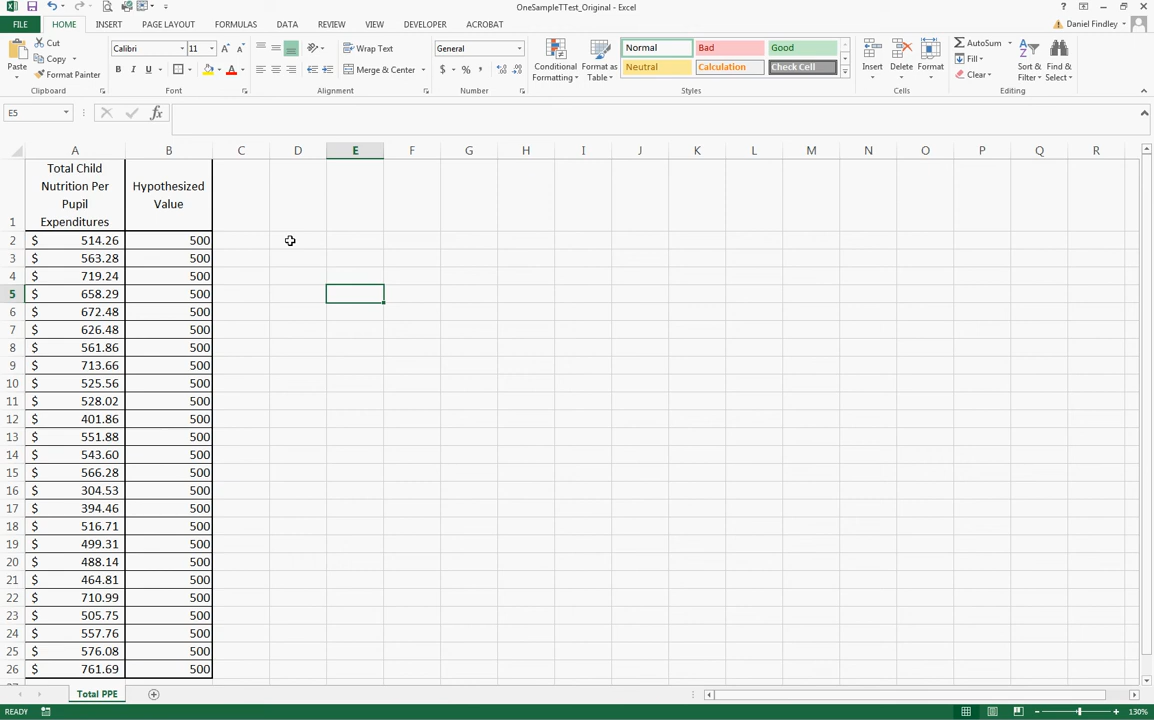 OneSampleTTest_Original - Excel
FILE HOME INSERT PAGE LAYOUT FORMULAS DATA REVIEW VIEW DEVELOPER ACROBAT Daniel Findley
Paste Cut Copy Format Painter Clipboard
Calibri 11 B I U A A A Font
Wrap Text Merge & Center Alignment
General $ % , Number
Conditional Formatting Format as Table Normal Bad Good Neutral Calculation Check Cell Styles
Insert Delete Format Cells
AutoSum Fill Clear Sort & Filter Find & Select Editing
E5 fx
A B C D E F G H I J K L M N O P Q R
1 Total Child Nutrition Per Pupil Expenditures Hypothesized Value
2 $ 514.26 500
3 $ 563.28 500
4 $ 719.24 500
5 $ 658.29 500
6 $ 672.48 500
7 $ 626.48 500
8 $ 561.86 500
9 $ 713.66 500
10 $ 525.56 500
11 $ 528.02 500
12 $ 401.86 500
13 $ 551.88 500
14 $ 543.60 500
15 $ 566.28 500
16 $ 304.53 500
17 $ 394.46 500
18 $ 516.71 500
19 $ 499.31 500
20 $ 488.14 500
21 $ 464.81 500
22 $ 710.99 500
23 $ 505.75 500
24 $ 557.76 500
25 $ 576.08 500
26 $ 761.69 500
Total PPE
READY 130%